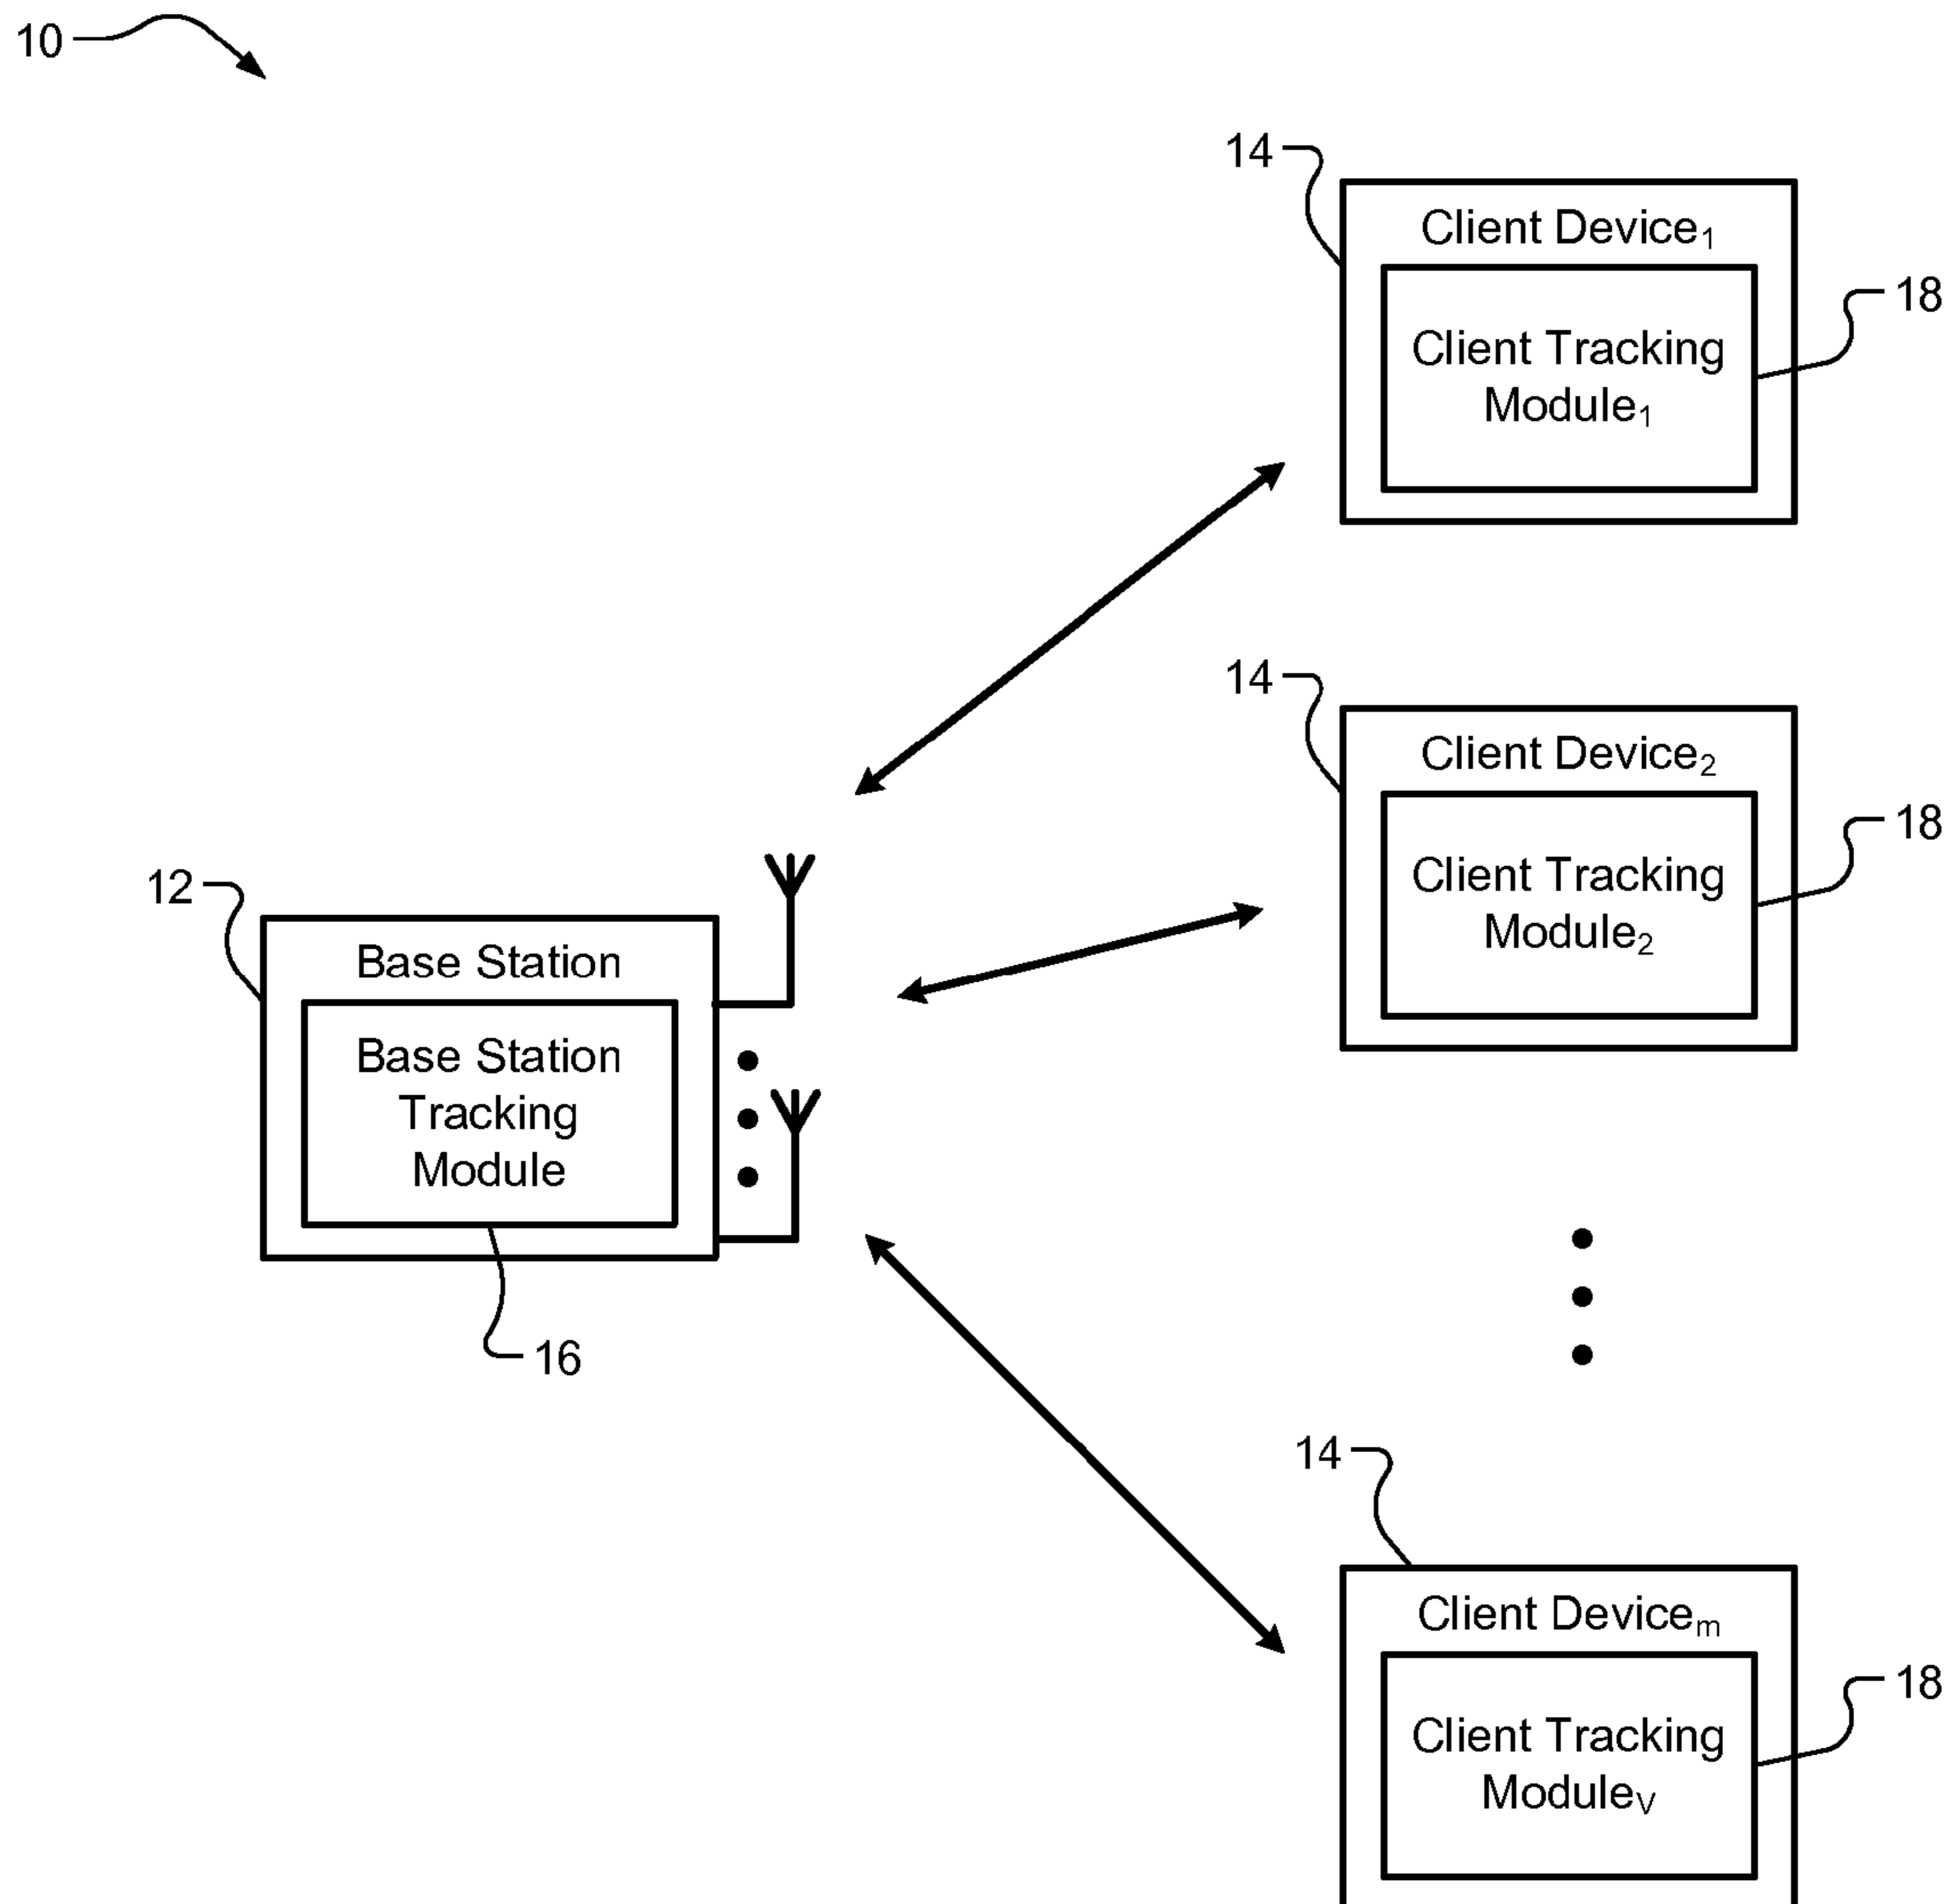 10
14
Client Device₁
18
Client Tracking
Module₁
14
Client Device₂
18
Client Tracking
Module₂
12
Base Station
Base Station
Tracking
Module
16
14
Client Deviceₘ
18
Client Tracking
Moduleᵥ